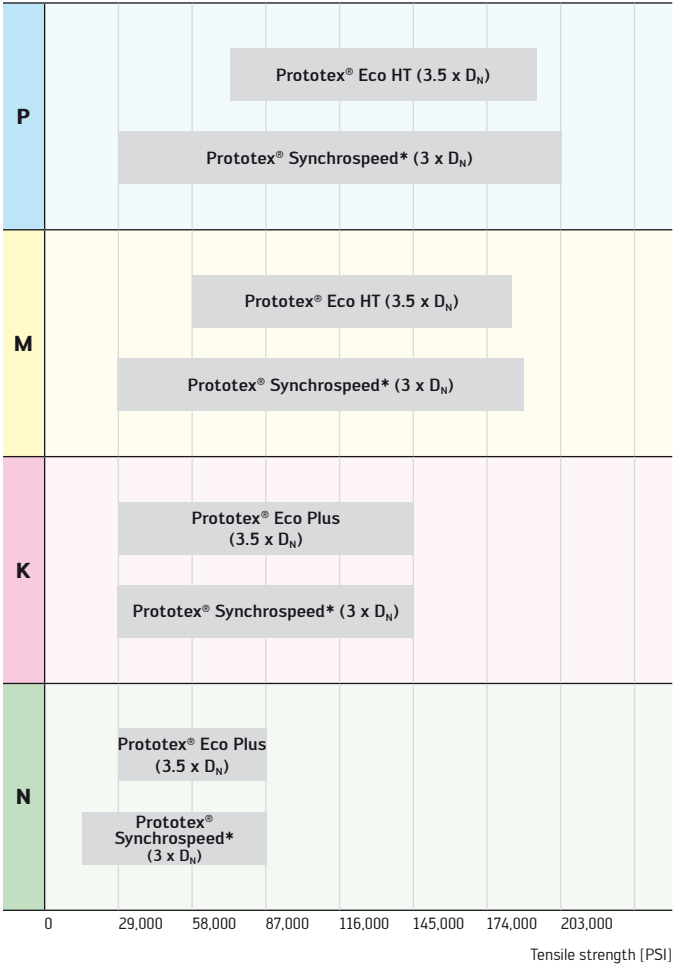 P
Prototex® Eco HT (3.5 x DN)
Prototex® Synchrospeed* (3 x DN)
M
Prototex® Eco HT (3.5 x DN)
Prototex® Synchrospeed* (3 x DN)
K
Prototex® Eco Plus
(3.5 x DN)
Prototex® Synchrospeed* (3 x DN)
N
Prototex® Eco Plus
(3.5 x DN)
Prototex®
Synchrospeed*
(3 x DN)
0 29,000 58,000 87,000 116,000 145,000 174,000 203,000
Tensile strength [PSI]